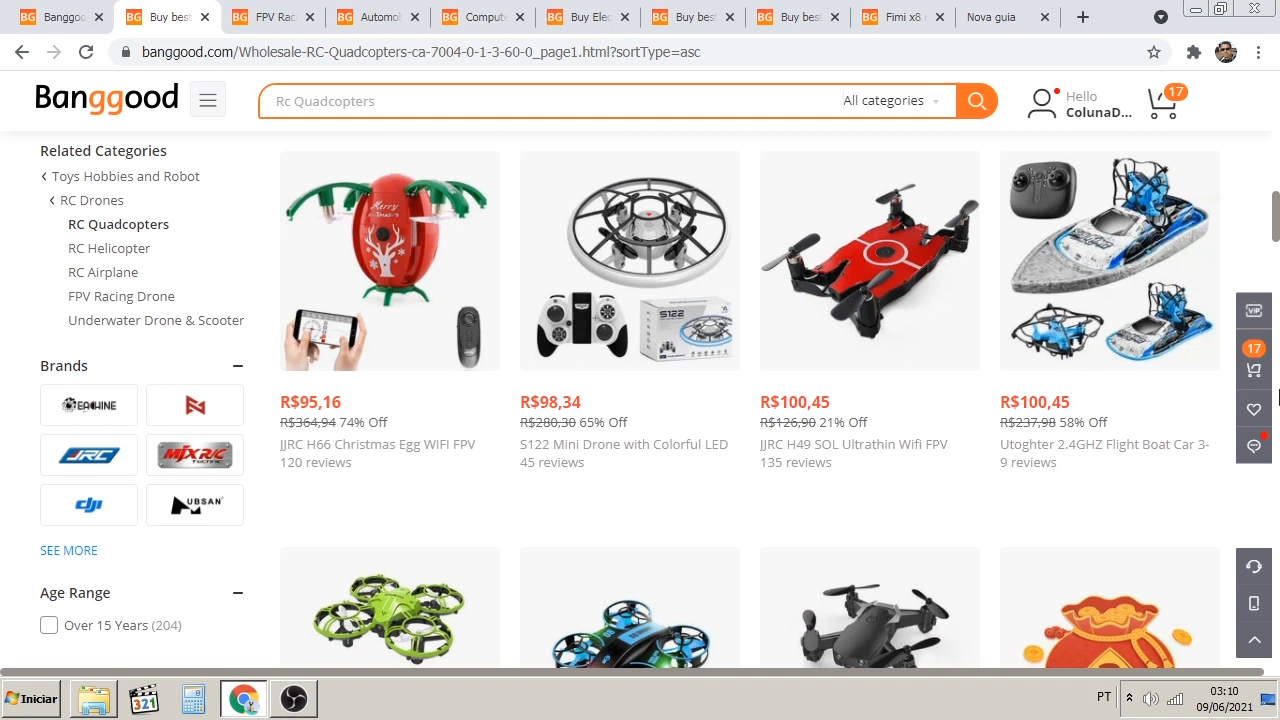 Banggoo
Buy best
FPV Rac
Automob
Compute
Buy Elec
Buy best
Buy best
Fimi x8
Nova guia
banggood.com/Wholesale-RC-Quadcopters-ca-7004-0-1-3-60-0_page1.html?sortType=asc
Banggood
Rc Quadcopters
All categories
Hello
ColunaD...
17
Related Categories
Toys Hobbies and Robot
RC Drones
RC Quadcopters
RC Helicopter
RC Airplane
FPV Racing Drone
Underwater Drone & Scooter
Brands
EACHINE
JJRC
MJX R/C
TECHNIC
dji
HUBSAN
SEE MORE
Age Range
Over 15 Years (204)
Merry
S122
R$95,16
R$364,94 74% Off
JJRC H66 Christmas Egg WIFI FPV
120 reviews
R$98,34
R$280,30 65% Off
S122 Mini Drone with Colorful LED
45 reviews
R$100,45
R$126,90 21% Off
JJRC H49 SOL Ultrathin Wifi FPV
135 reviews
R$100,45
R$237,98 58% Off
Utoghter 2.4GHZ Flight Boat Car 3-
9 reviews
VIP
17
Iniciar
321
PT
03:10
09/06/2021